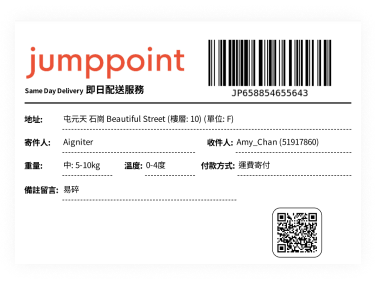 jumppoint
Same Day Delivery 即日配送服務
JP658854655643
地址: 屯元天 石崗 Beautiful Street (樓層: 10) (單位: F)
寄件人: Aigniter 收件人: Amy_Chan (51917860)
重量: 中: 5-10kg 溫度: 0-4度 付款方式: 運費寄付
備註留言: 易碎